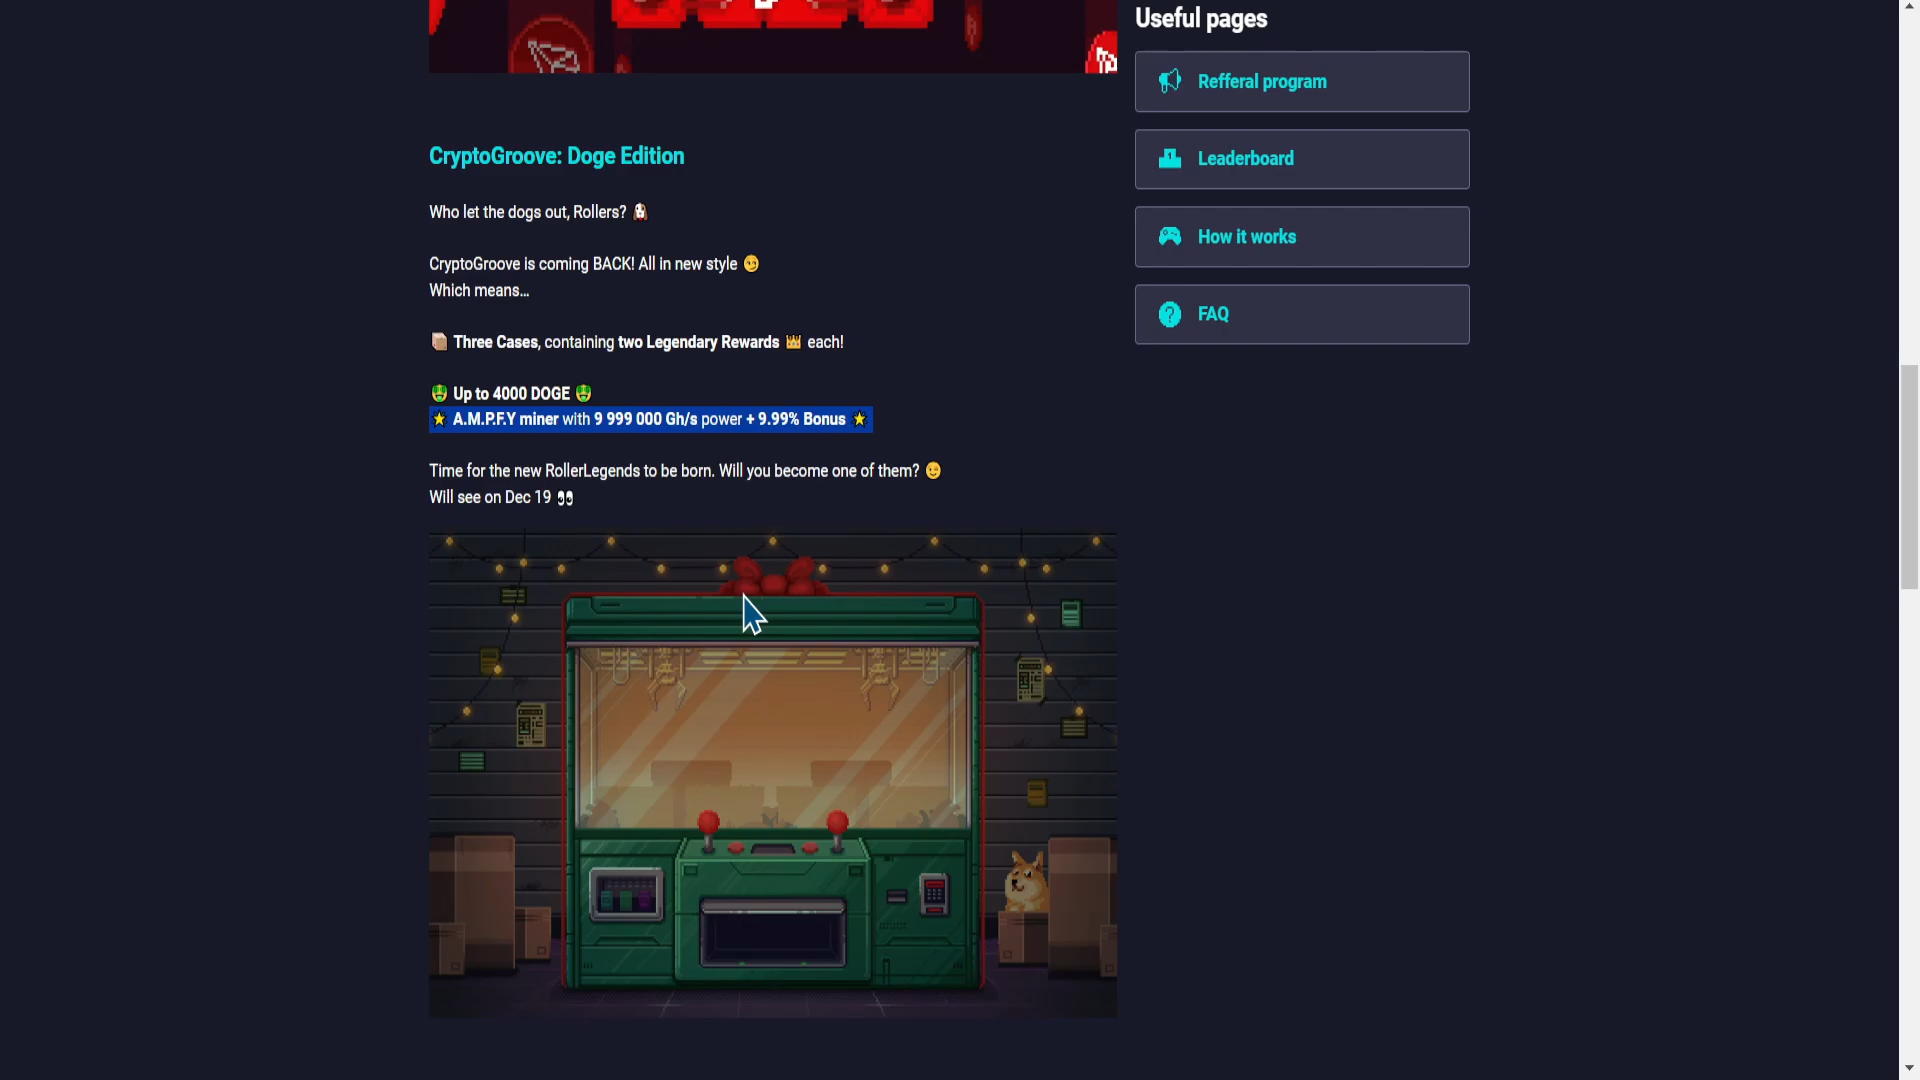 Useful pages
Refferal program
Leaderboard
How it works
FAQ
CryptoGroove: Doge Edition
Who let the dogs out, Rollers? 🐶
CryptoGroove is coming BACK! All in new style 😏
Which means...
📦 Three Cases, containing two Legendary Rewards 👑 each!
🤑 Up to 4000 DOGE 🤑
🌟 A.M.P.F.Y miner with 9 999 000 Gh/s power + 9.99% Bonus 🌟
Time for the new RollerLegends to be born. Will you become one of them? 😉
Will see on Dec 19 👀